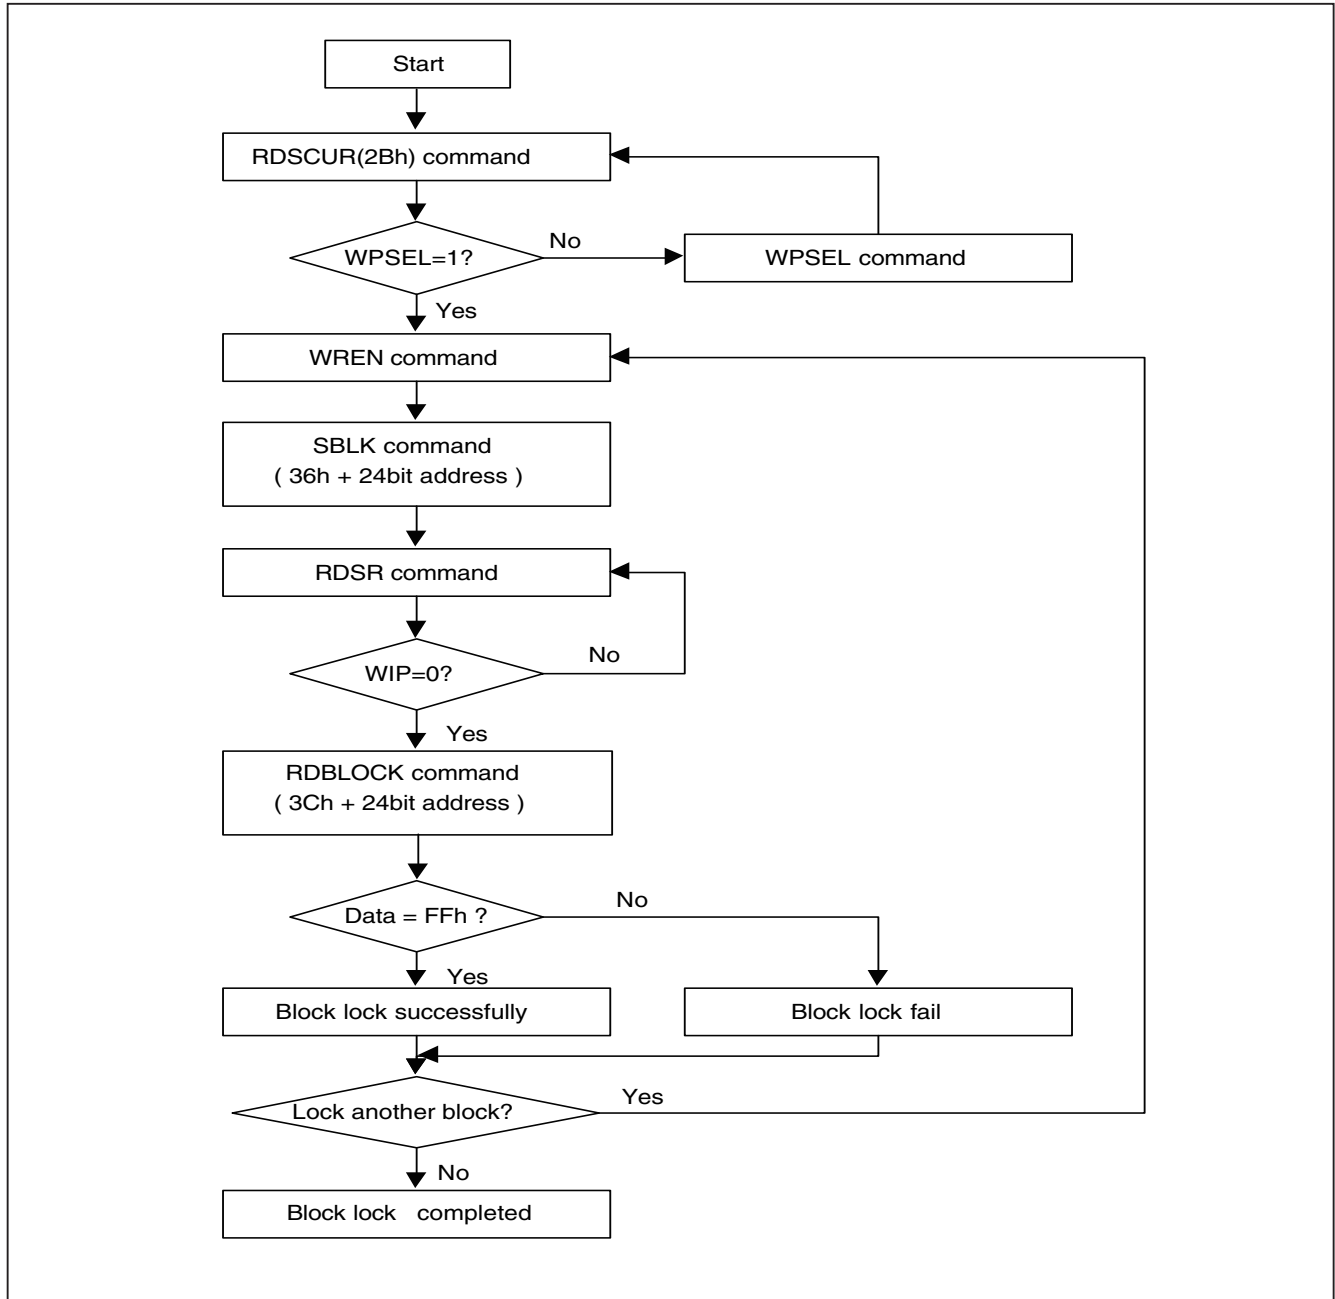 Start
RDSCUR(2Bh) command
WPSEL=1?
No
WPSEL command
Yes
WREN command
SBLK command
( 36h + 24bit address )
RDSR command
WIP=0?
No
Yes
RDBLOCK command
( 3Ch + 24bit address )
Data = FFh ?
No
Yes
Block lock successfully
Block lock fail
Lock another block?
Yes
No
Block lock completed